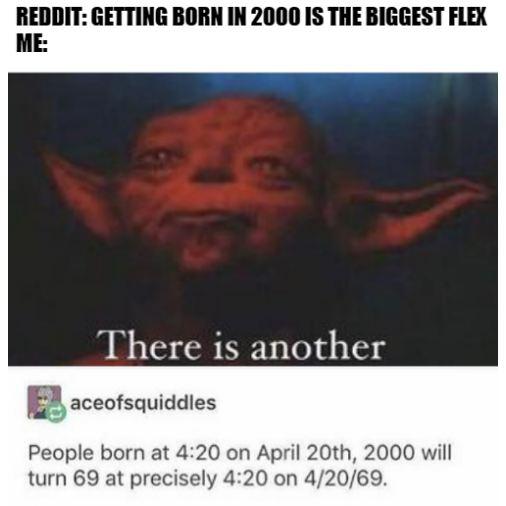 REDDIT: GETTING BORN IN 2000 IS THE BIGGEST FLEX
ME:
There is another
aceofsquiddles
People born at 4:20 on April 20th, 2000 will
turn 69 at precisely 4:20 on 4/20/69.